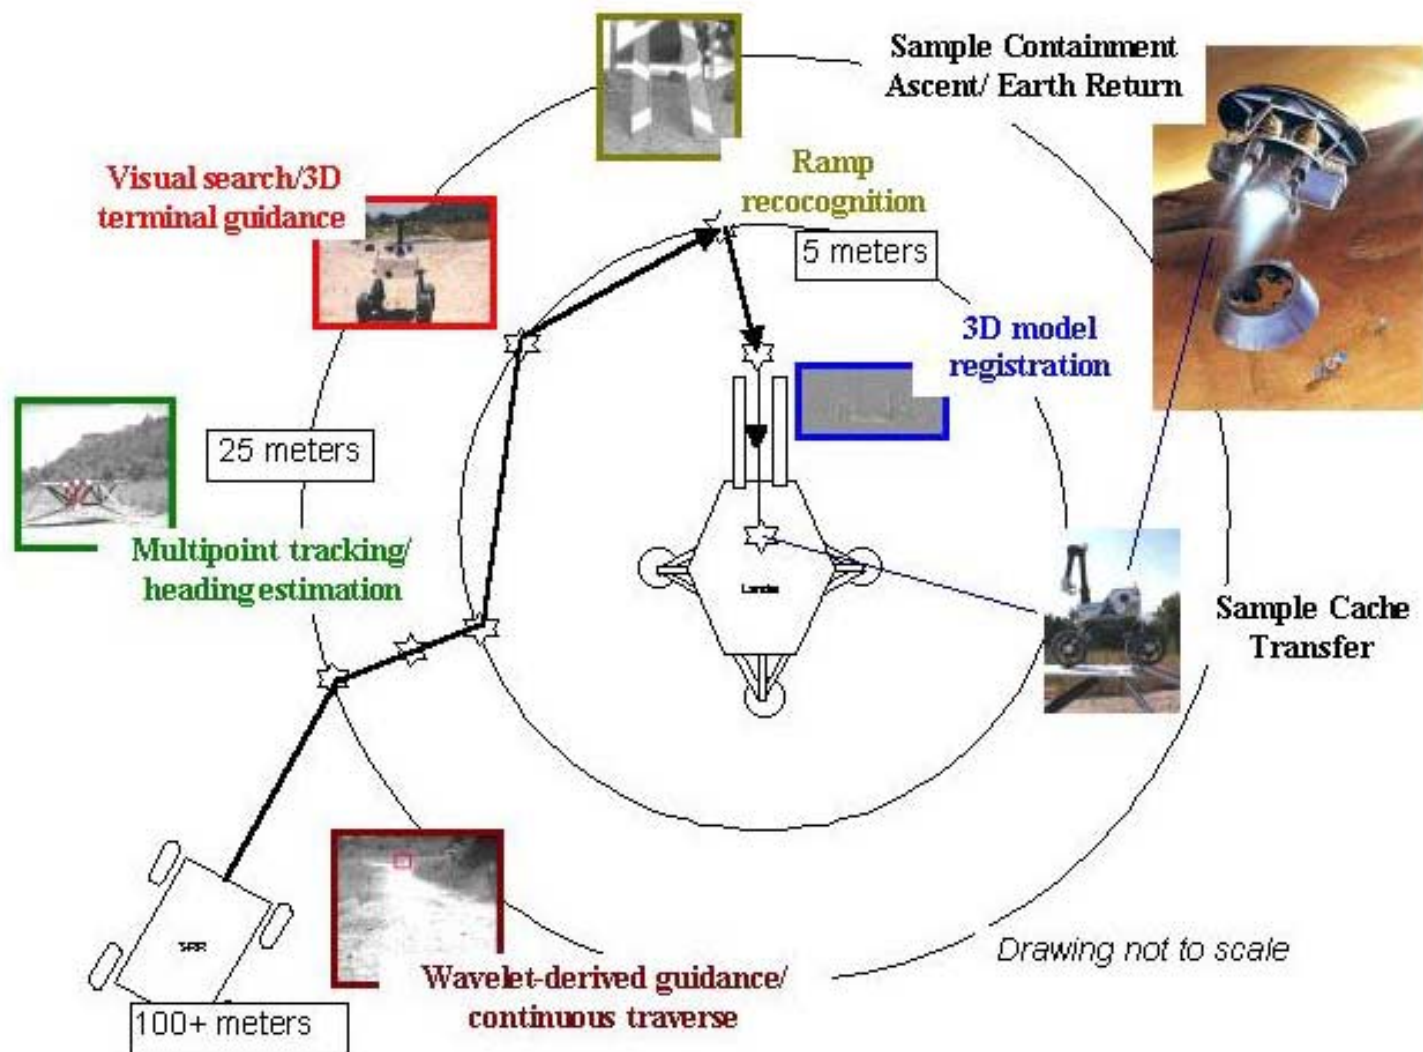 Sample Containment
Ascent/ Earth Return
Visual search/3D
terminal guidance
Ramp
recocognition
5 meters
3D model
registration
25 meters
Multipoint tracking/
heading estimation
Lander
Sample Cache
Transfer
SRR
Drawing not to scale
Wavelet-derived guidance/
continuous traverse
100+ meters